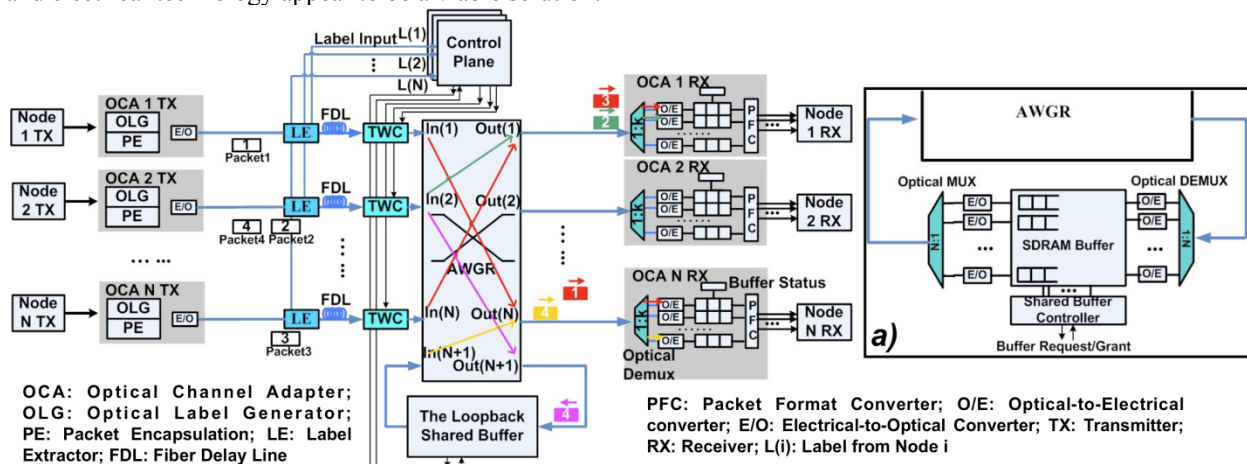 Label Input
L(1)
L(2)
L(N)
Control
Plane
OCA 1 TX
Node
1 TX
OLG
PE
E/O
1
Packet1
LE
FDL
TWC
In(1)
Out(1)
3
2
OCA 1 RX
1:k
O/E
O/E
......
O/E
P
F
C
Node
1 RX
OCA 2 TX
Node
2 TX
OLG
PE
E/O
4
2
Packet4
Packet2
LE
FDL
TWC
In(2)
Out(2)
OCA 2 RX
1:k
O/E
O/E
......
O/E
P
F
C
Node
2 RX
AWGR
OCA N TX
Node
N TX
OLG
PE
E/O
3
Packet3
LE
FDL
TWC
In(N)
Out(N)
In(N+1)
Out(N+1)
1
4
4
OCA N RX
1:k
O/E
O/E
......
O/E
Buffer Status
P
F
C
Node
N RX
Optical
Demux
The Loopback
Shared Buffer
AWGR
Optical MUX
Optical DEMUX
N:1
E/O
E/O
...
E/O
SDRAM Buffer
O/E
O/E
...
O/E
1:N
Shared Buffer
Controller
Buffer Request/Grant
a)
OCA: Optical Channel Adapter;
OLG: Optical Label Generator;
PE: Packet Encapsulation; LE: Label
Extractor; FDL: Fiber Delay Line
PFC: Packet Format Converter; O/E: Optical-to-Electrical
converter; E/O: Electrical-to-Optical Converter; TX: Transmitter;
RX: Receiver; L(i): Label from Node i